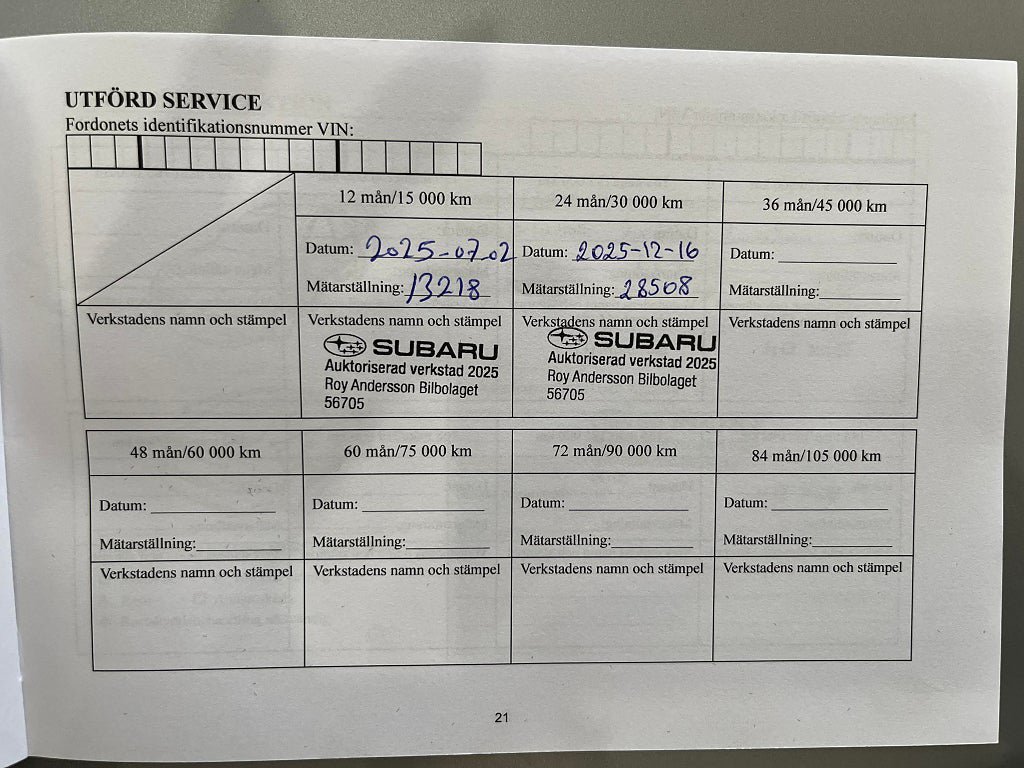 UTFÖRD SERVICE
Fordonets identifikationsnummer VIN:
12 mån/15 000 km
Datum: 2025-07.02
Mätarställning: 13218
Verkstadens namn och stämpel
SUBARU
Auktoriserad verkstad 2025
Roy Andersson Bilbolaget
56705
24 mån/30 000 km
Datum: 2025-12-16
Mätarställning: 28508
Verkstadens namn och stämpel
SUBARU
Auktoriserad verkstad 2025
Roy Andersson Bilbolaget
56705
36 mån/45 000 km
Datum:
Mätarställning:
Verkstadens namn och stämpel
Verkstadens namn och stämpel
48 mån/60 000 km
Datum:
Mätarställning:
Verkstadens namn och stämpel
60 mån/75 000 km
Datum:
Mätarställning:
Verkstadens namn och stämpel
72 mån/90 000 km
Datum:
Mätarställning:
Verkstadens namn och stämpel
84 mån/105 000 km
Datum:
Mätarställning:
Verkstadens namn och stämpel
21